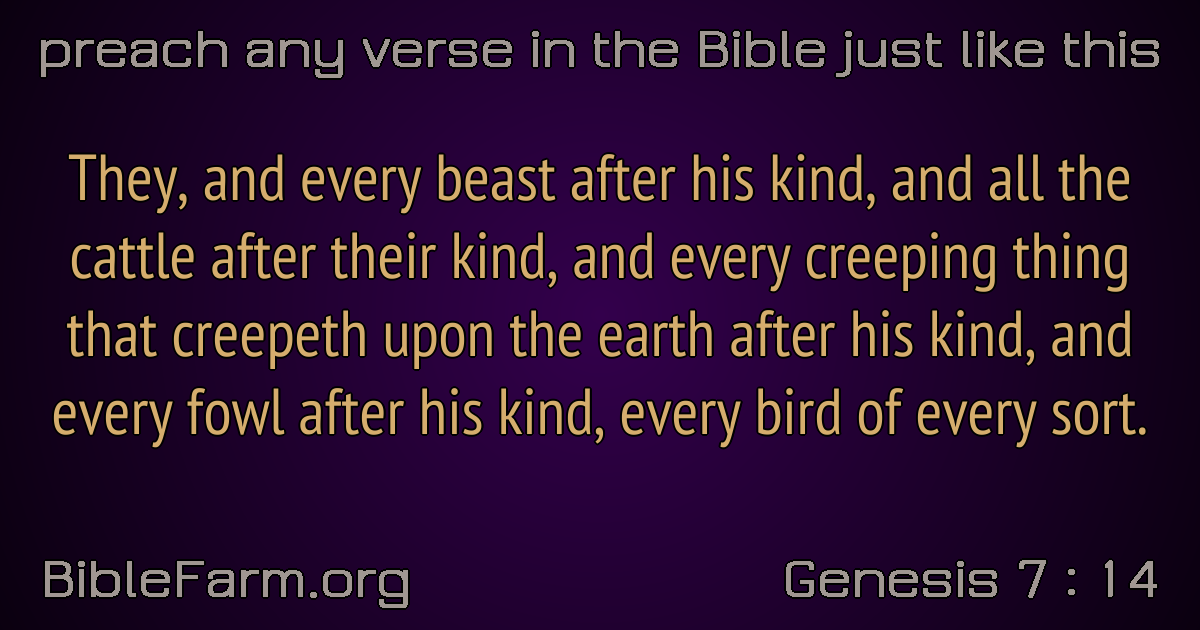 preach any verse in the Bible just like this
They, and every beast after his kind, and all the
cattle after their kind, and every creeping thing
that creepeth upon the earth after his kind, and
every fowl after his kind, every bird of every sort.
BibleFarm.org
Genesis 7 : 14